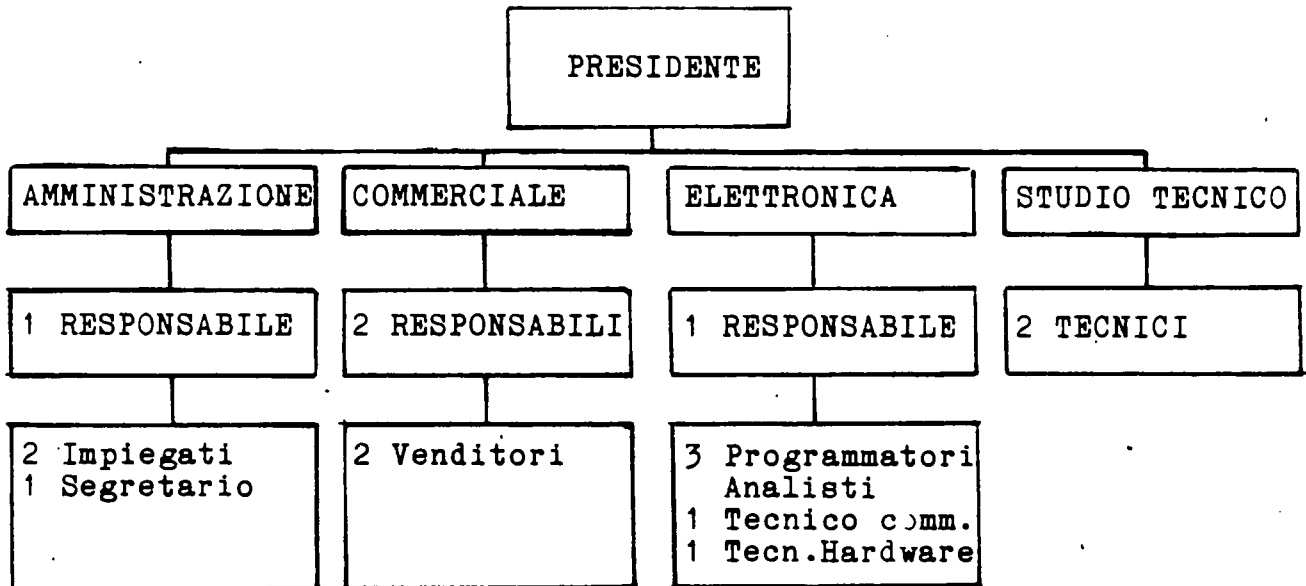 PRESIDENTE
AMMINISTRAZIONE
COMMERCIALE
ELETTRONICA
STUDIO TECNICO
1 RESPONSABILE
2 RESPONSABILI
1 RESPONSABILE
2 TECNICI
2 Impiegati
1 Segretario
2 Venditori
3 Programmatori
Analisti
1 Tecnico comm.
1 Tecn.Hardware